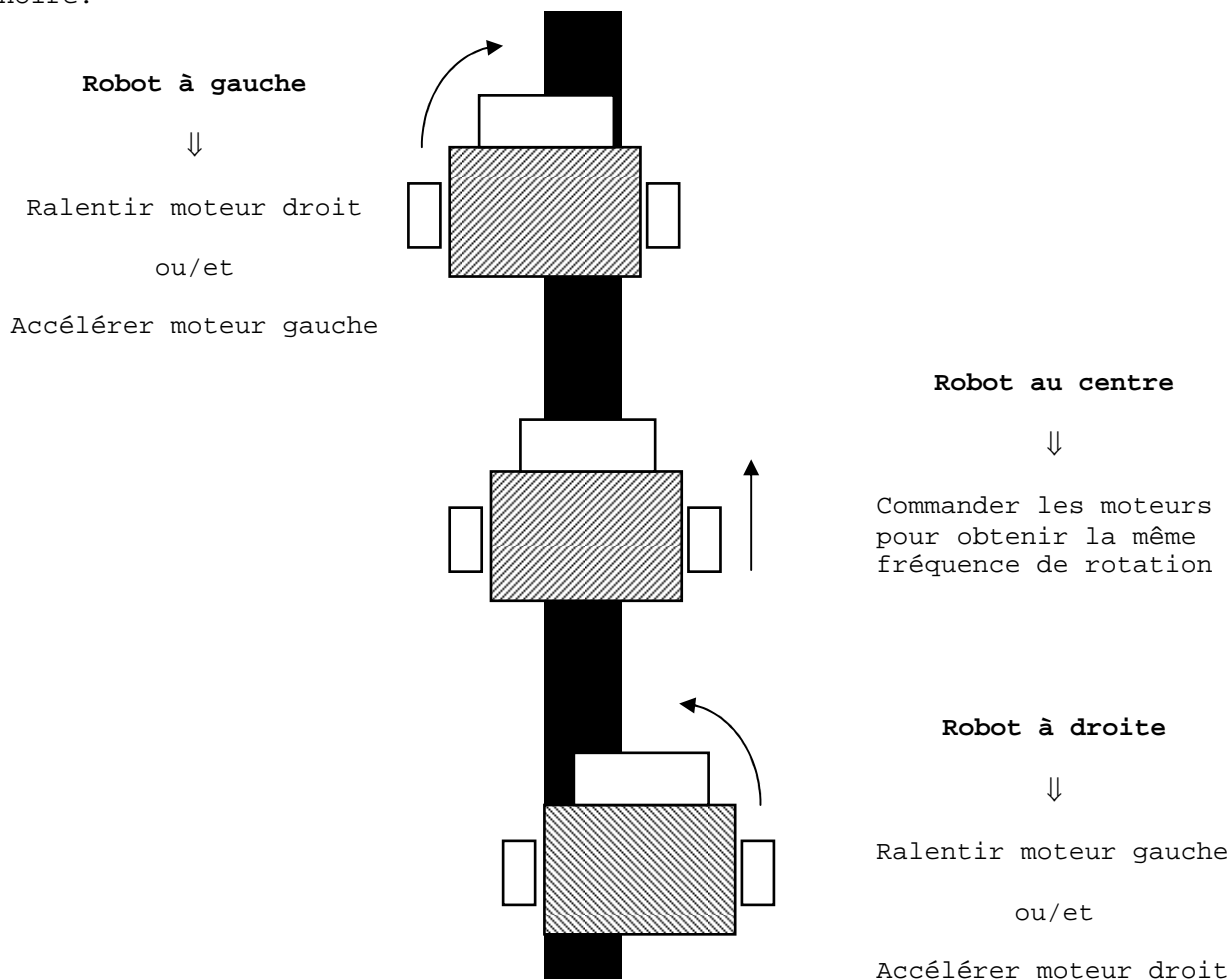 noire.
Robot à gauche
⇓
Ralentir moteur droit
ou/et
Accélérer moteur gauche
Robot au centre
⇓
Commander les moteurs
pour obtenir la même
fréquence de rotation
Robot à droite
⇓
Ralentir moteur gauche
ou/et
Accélérer moteur droit